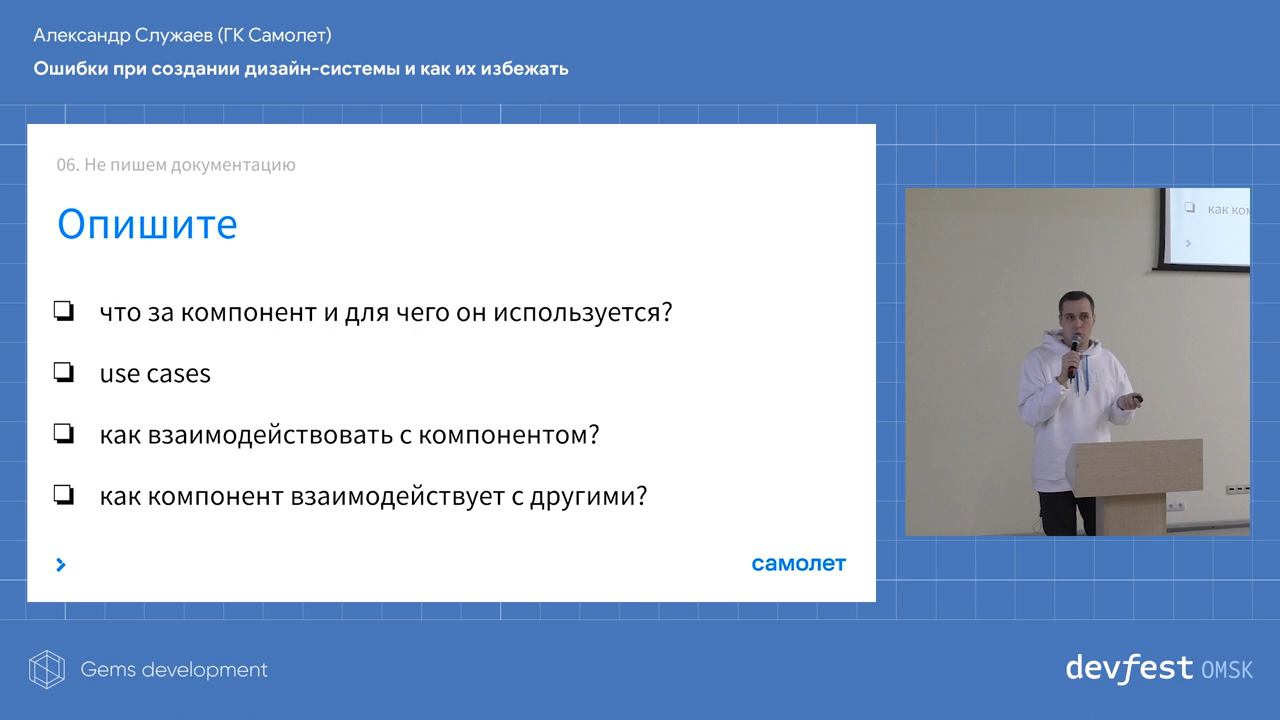 Александр Служаев (ГК Самолет)
Ошибки при создании дизайн-системы и как их избежать
06. Не пишем документацию
Опишите
❏ что за компонент и для чего он используется?
❏ use cases
❏ как взаимодействовать с компонентом?
❏ как компонент взаимодействует с другими?
самолет
❏ как ком
Gems development
devfest OMSK